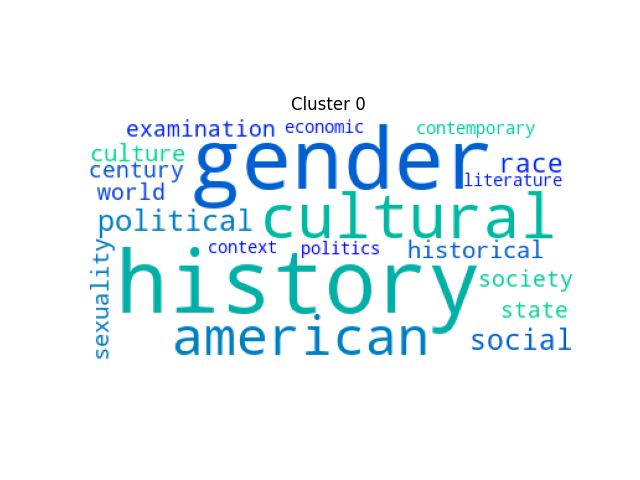 Cluster 0
examination economic contemporary
culture gender race
century literature
world cultural
political
context politics historical
sexuality history society
state
american social